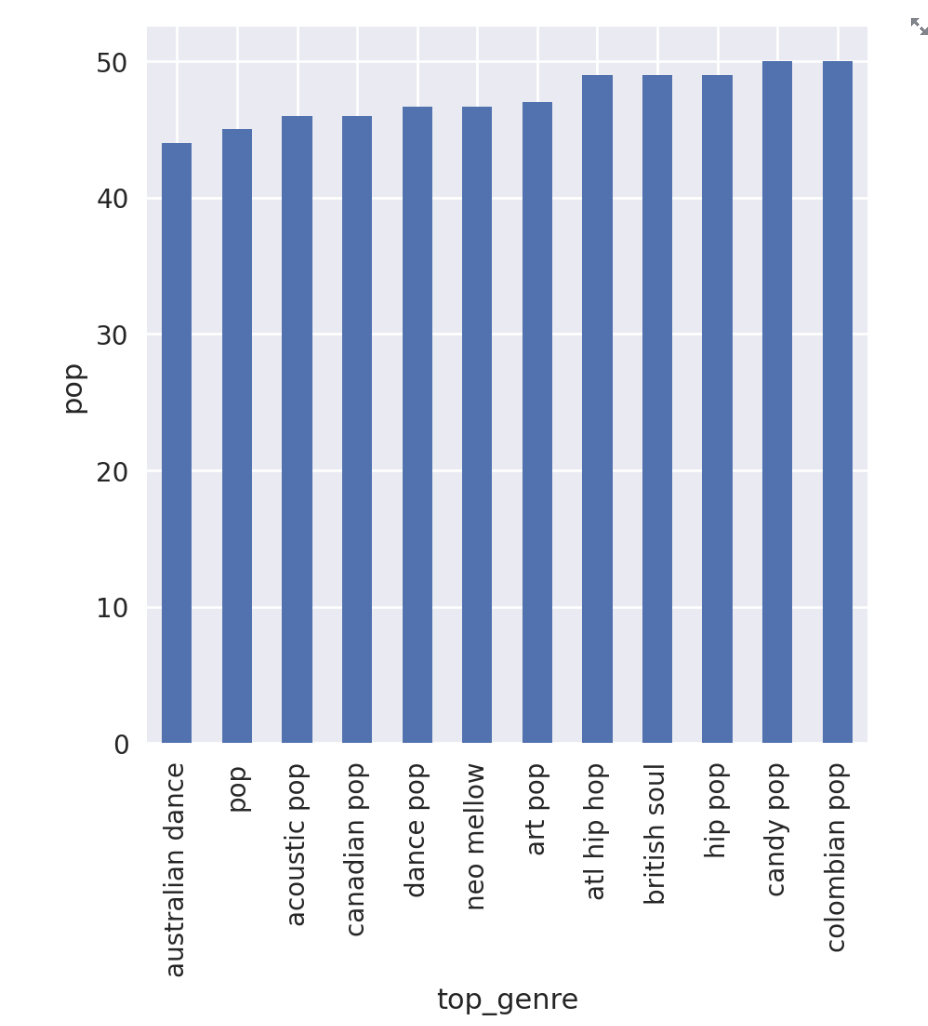 50
40
30
20
10
0
pop
australian dance
pop
acoustic pop
canadian pop
dance pop
neo mellow
art pop
atl hip hop
british soul
hip pop
candy pop
colombian pop
top_genre